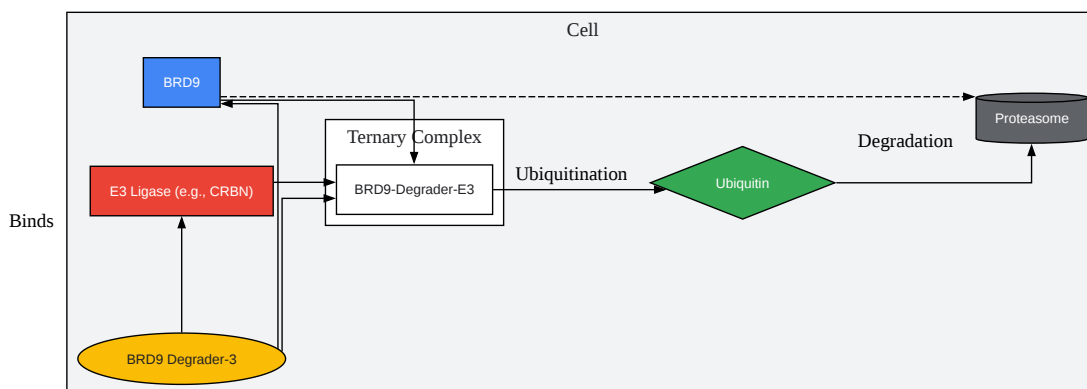 Cell
BRD9
Proteasome
Ternary Complex
Degradation
E3 Ligase (e.g., CRBN)
BRD9-Degrader-E3
Ubiquitination
Ubiquitin
Binds
BRD9 Degrader-3